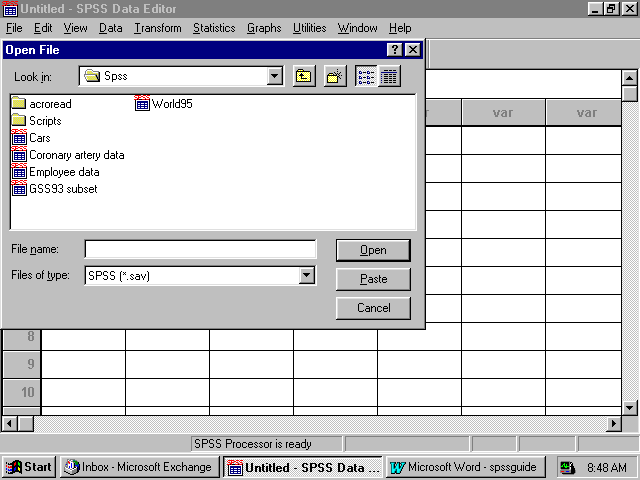 Untitled - SPSS Data Editor
File Edit View Data Transform Statistics Graphs Utilities Window Help
Open File
Look in: Spss
acroread
Scripts
Cars
Coronary artery data
Employee data
GSS93 subset
World95
File name:
Open
Files of type: SPSS (*.sav)
Paste
Cancel
var var
8
9
10
SPSS Processor is ready
Start Inbox - Microsoft Exchange Untitled - SPSS Data ... Microsoft Word - spssguide 8:48 AM